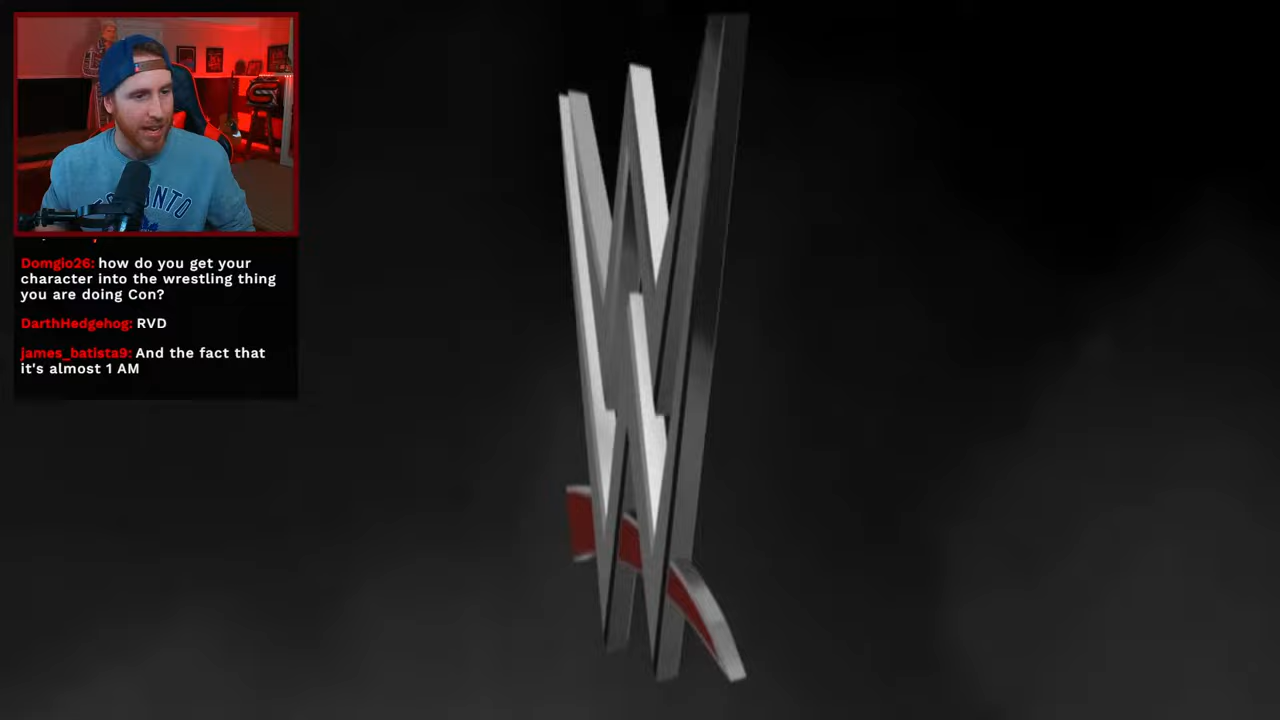 Domgio26: how do you get your
character into the wrestling thing
you are doing Con?
DarthHedgehog: RVD
james_batista9: And the fact that
it's almost 1 AM